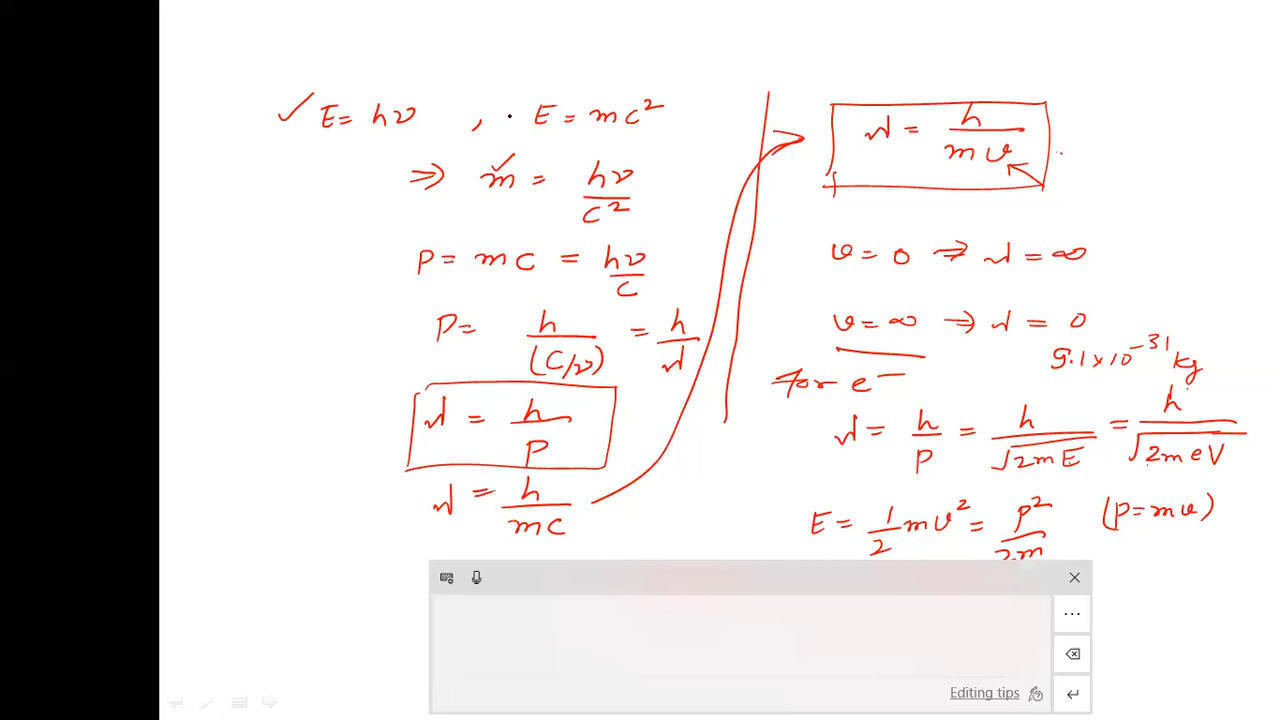 ✓ E = hν , · E = mc²
⇒ m = hν/c²
P = mc = hν/c
P = h/(c/ν) = h/λ
λ = h/P
λ = h/mc
λ = h/mv
v = 0 ⇒ λ = ∞
v = ∞ ⇒ λ = 0
9.1×10⁻³¹ kg
for e⁻
λ = h/p = h/√2mE = h/√2meV
E = 1/2 mv² = p²/2m (p = mv)
Editing tips